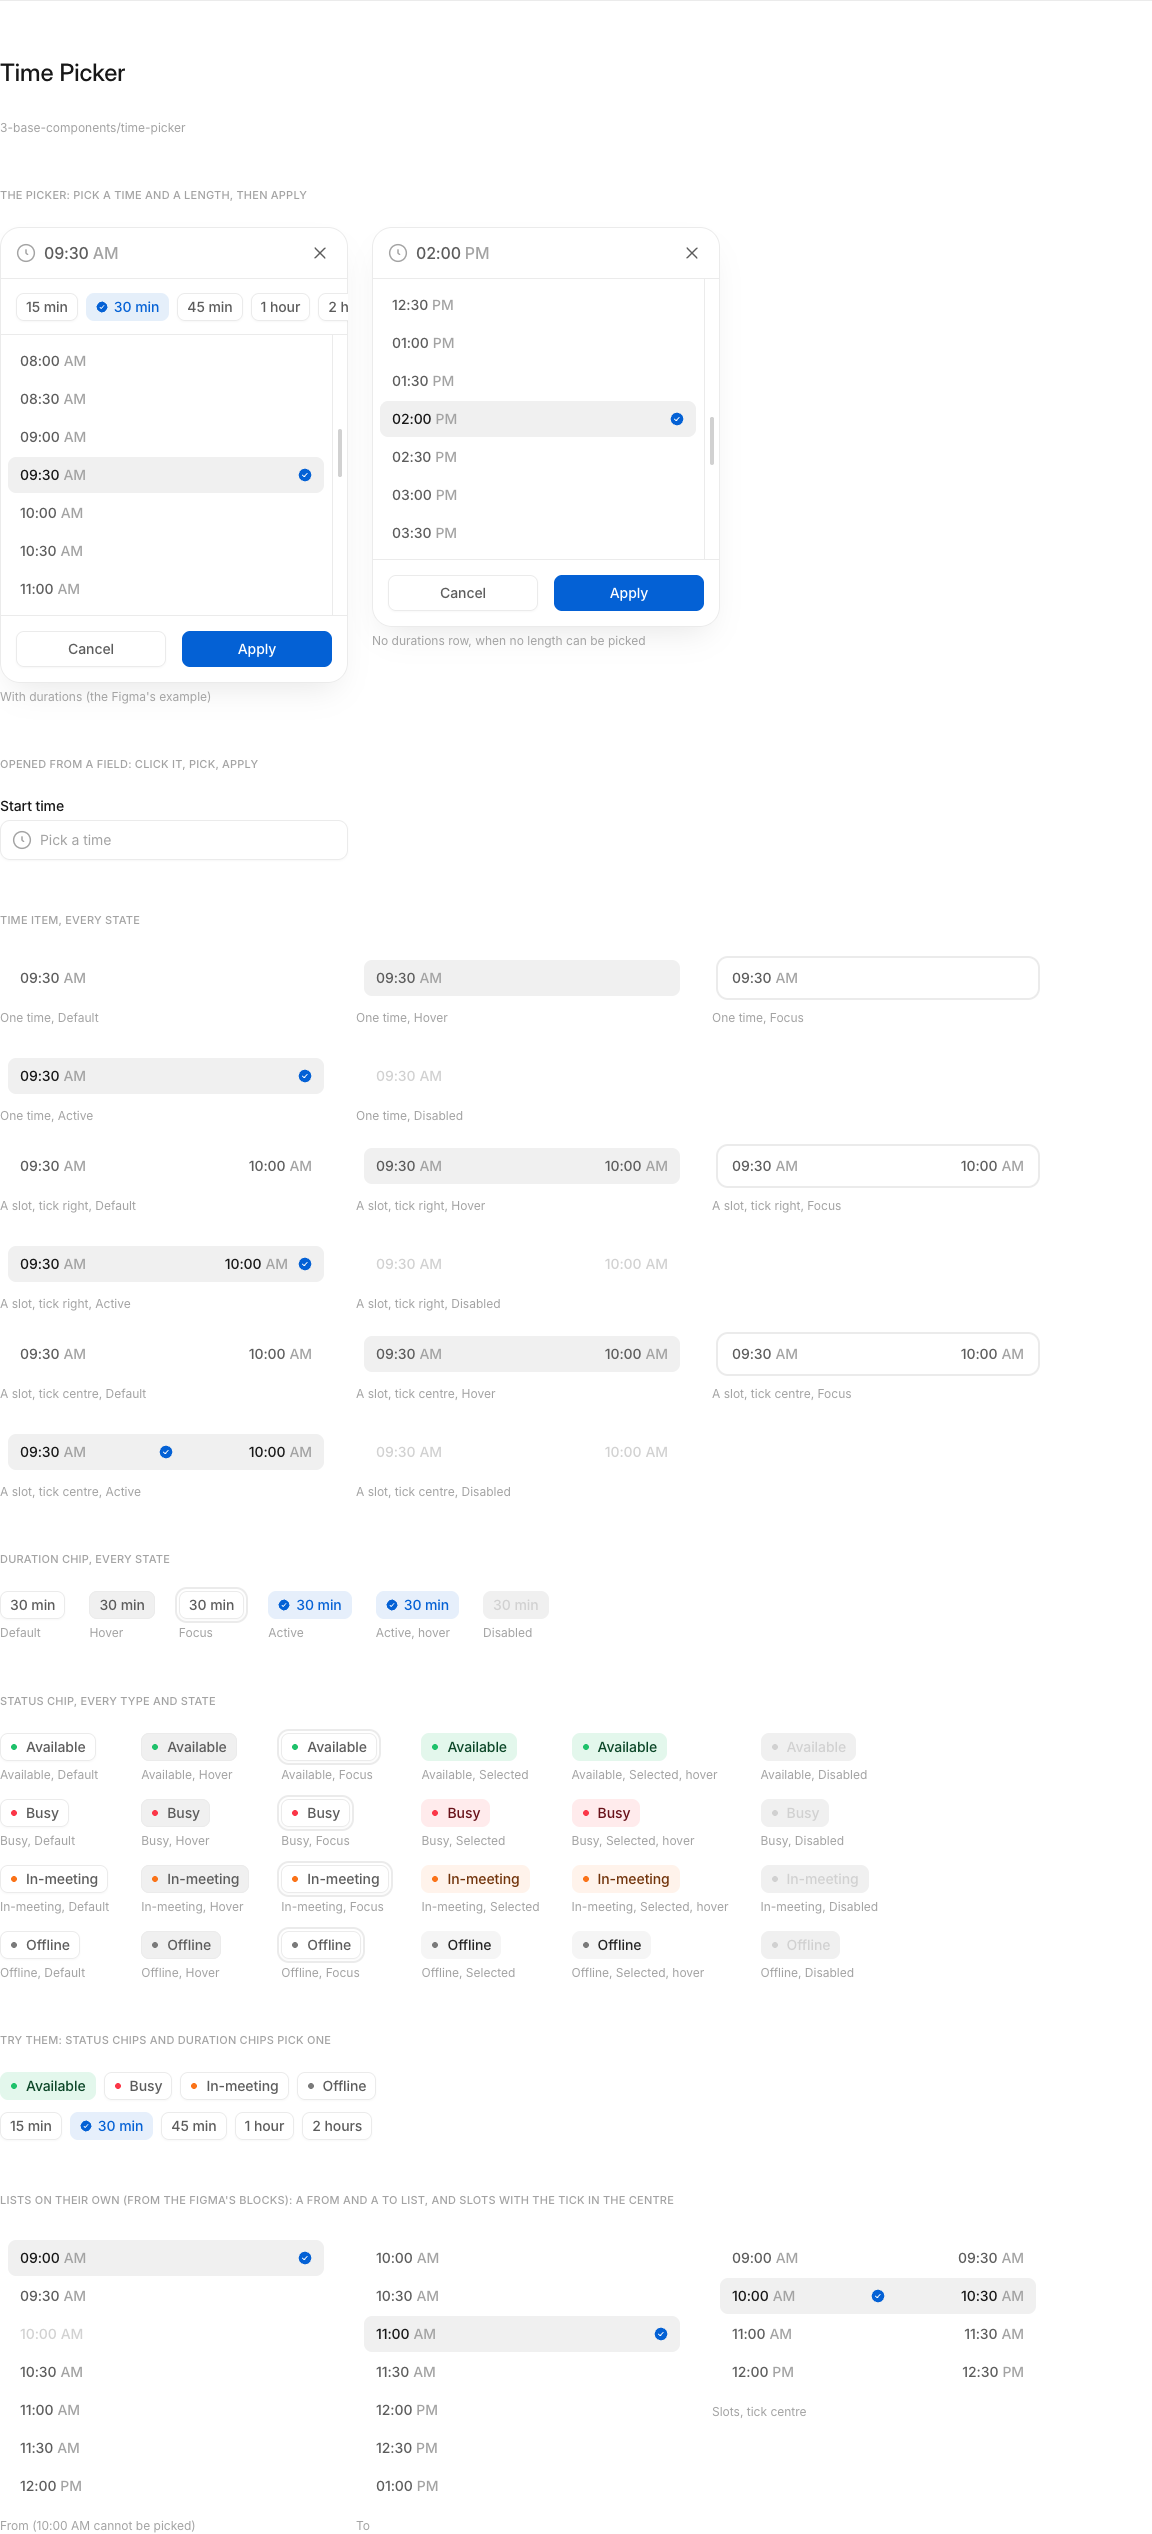 Time Picker
3-base-components/time-picker
THE PICKER: PICK A TIME AND A LENGTH, THEN APPLY
09:30 AM
15 min 30 min 45 min 1 hour 2 h
08:00 AM
08:30 AM
09:00 AM
09:30 AM
10:00 AM
10:30 AM
11:00 AM
Cancel Apply
With durations (the Figma's example)
02:00 PM
12:30 PM
01:00 PM
01:30 PM
02:00 PM
02:30 PM
03:00 PM
03:30 PM
Cancel Apply
No durations row, when no length can be picked
OPENED FROM A FIELD: CLICK IT, PICK, APPLY
Start time
Pick a time
TIME ITEM, EVERY STATE
09:30 AM 09:30 AM 09:30 AM
One time, Default One time, Hover One time, Focus
09:30 AM 09:30 AM
One time, Active One time, Disabled
09:30 AM 10:00 AM 09:30 AM 10:00 AM 09:30 AM 10:00 AM
A slot, tick right, Default A slot, tick right, Hover A slot, tick right, Focus
09:30 AM 10:00 AM 09:30 AM 10:00 AM
A slot, tick right, Active A slot, tick right, Disabled
09:30 AM 10:00 AM 09:30 AM 10:00 AM 09:30 AM 10:00 AM
A slot, tick centre, Default A slot, tick centre, Hover A slot, tick centre, Focus
09:30 AM 10:00 AM 09:30 AM 10:00 AM
A slot, tick centre, Active A slot, tick centre, Disabled
DURATION CHIP, EVERY STATE
30 min 30 min 30 min 30 min 30 min 30 min
Default Hover Focus Active Active, hover Disabled
STATUS CHIP, EVERY TYPE AND STATE
Available Available Available Available Available Available
Available, Default Available, Hover Available, Focus Available, Selected Available, Selected, hover Available, Disabled
Busy Busy Busy Busy Busy Busy
Busy, Default Busy, Hover Busy, Focus Busy, Selected Busy, Selected, hover Busy, Disabled
In-meeting In-meeting In-meeting In-meeting In-meeting In-meeting
In-meeting, Default In-meeting, Hover In-meeting, Focus In-meeting, Selected In-meeting, Selected, hover In-meeting, Disabled
Offline Offline Offline Offline Offline Offline
Offline, Default Offline, Hover Offline, Focus Offline, Selected Offline, Selected, hover Offline, Disabled
TRY THEM: STATUS CHIPS AND DURATION CHIPS PICK ONE
Available Busy In-meeting Offline
15 min 30 min 45 min 1 hour 2 hours
LISTS ON THEIR OWN (FROM THE FIGMA'S BLOCKS): A FROM AND A TO LIST, AND SLOTS WITH THE TICK IN THE CENTRE
09:00 AM
09:30 AM
10:00 AM
10:30 AM
11:00 AM
11:30 AM
12:00 PM
From (10:00 AM cannot be picked)
10:00 AM
10:30 AM
11:00 AM
11:30 AM
12:00 PM
12:30 PM
01:00 PM
To
09:00 AM 09:30 AM
10:00 AM 10:30 AM
11:00 AM 11:30 AM
12:00 PM 12:30 PM
Slots, tick centre